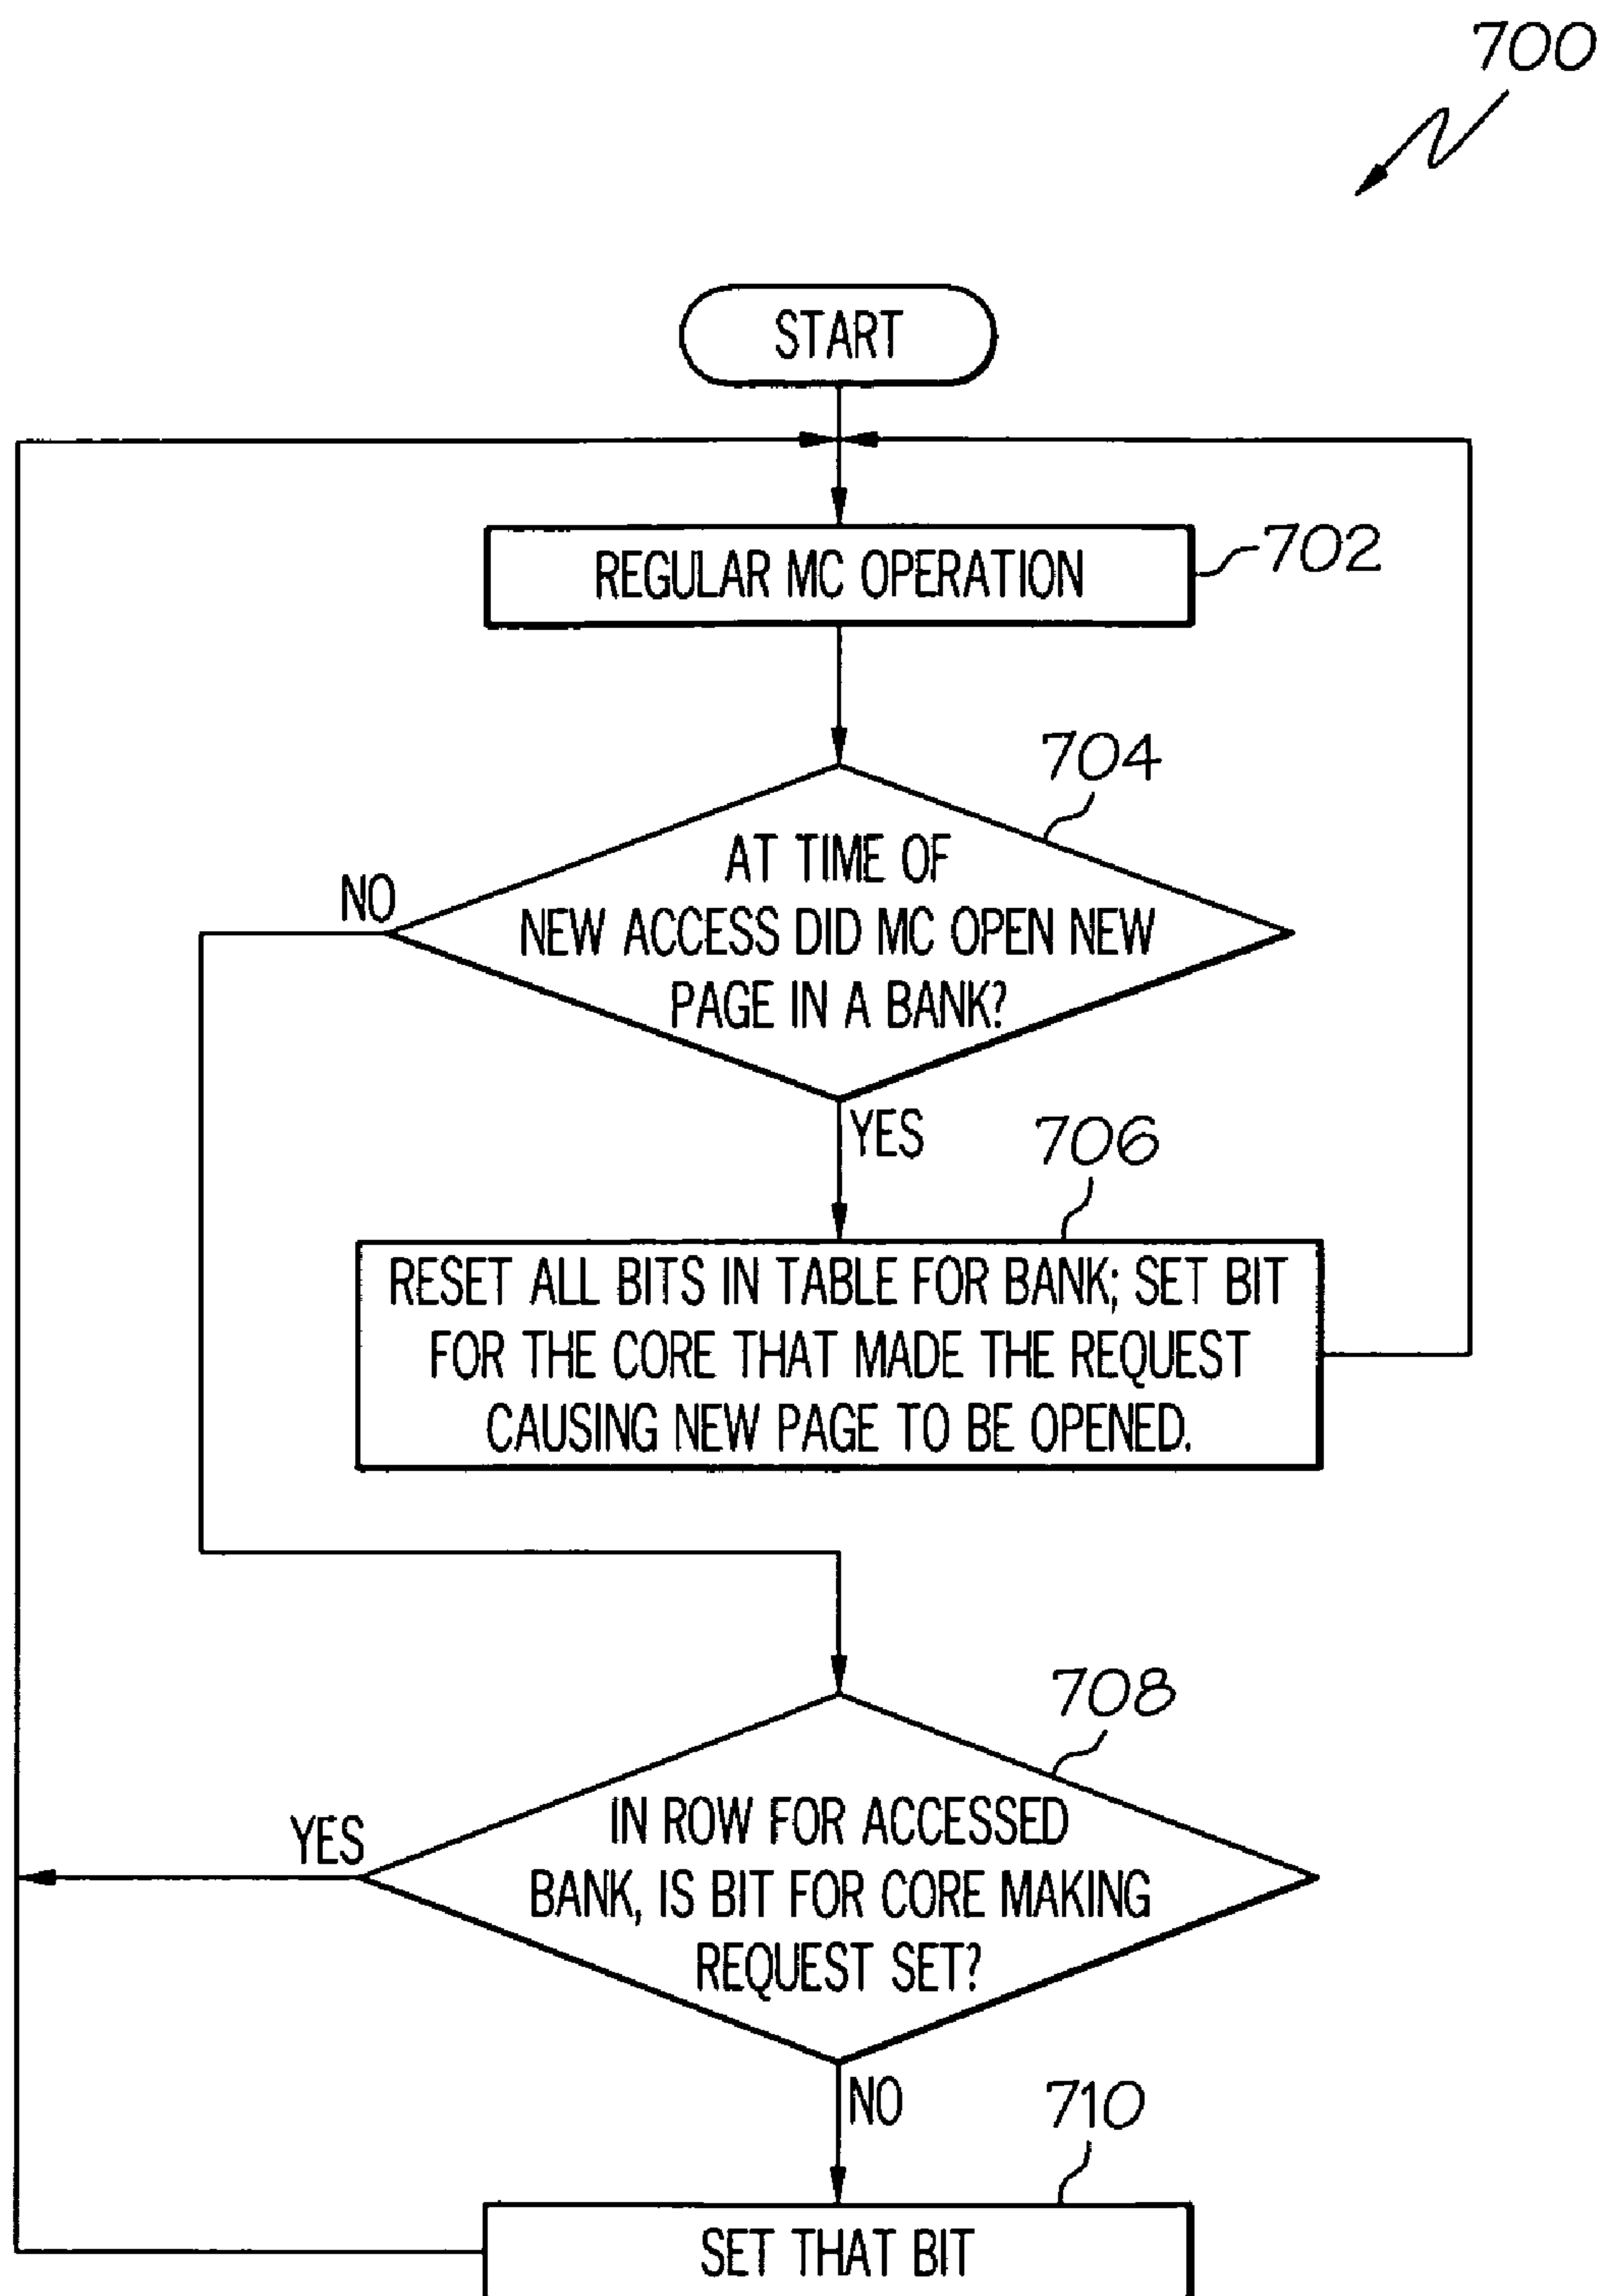 700
START
REGULAR MC OPERATION
702
704
AT TIME OF
NO
NEW ACCESS DID MC OPEN NEW
PAGE IN A BANK?
YES
706
RESET ALL BITS IN TABLE FOR BANK; SET BIT
FOR THE CORE THAT MADE THE REQUEST
CAUSING NEW PAGE TO BE OPENED.
708
IN ROW FOR ACCESSED
YES
BANK, IS BIT FOR CORE MAKING
REQUEST SET?
NO
710
SET THAT BIT